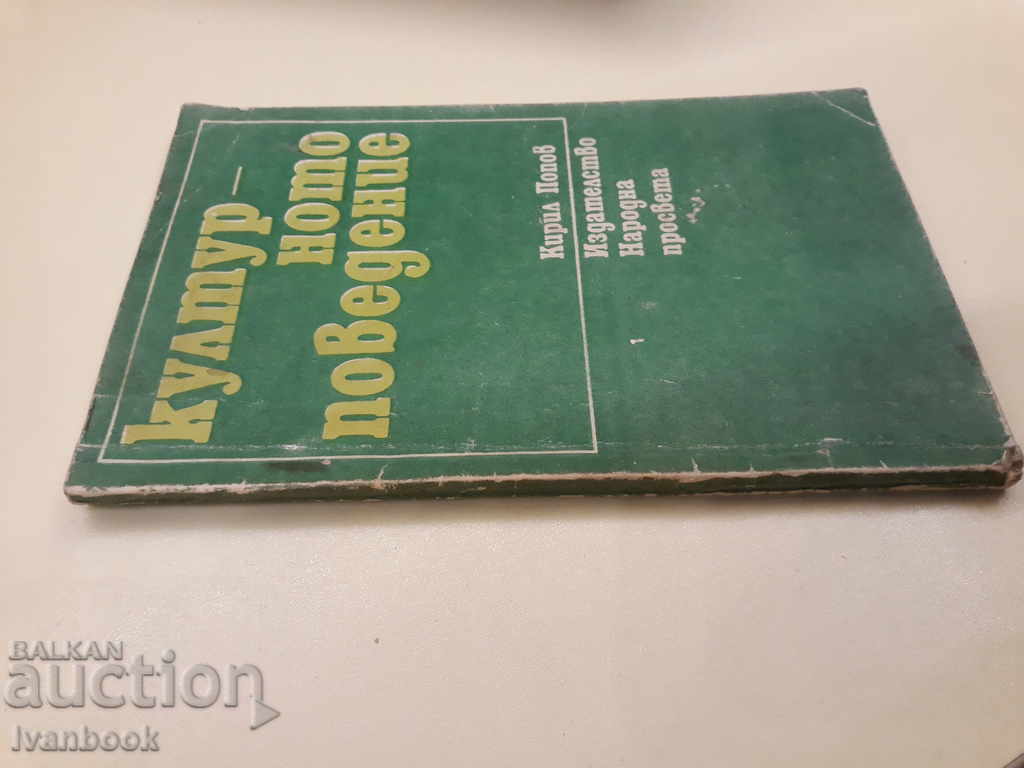 култур-
ното
поведение
Кирил Попов
Издателство
Народна
просвета
BALKAN
auction
Ivanbook